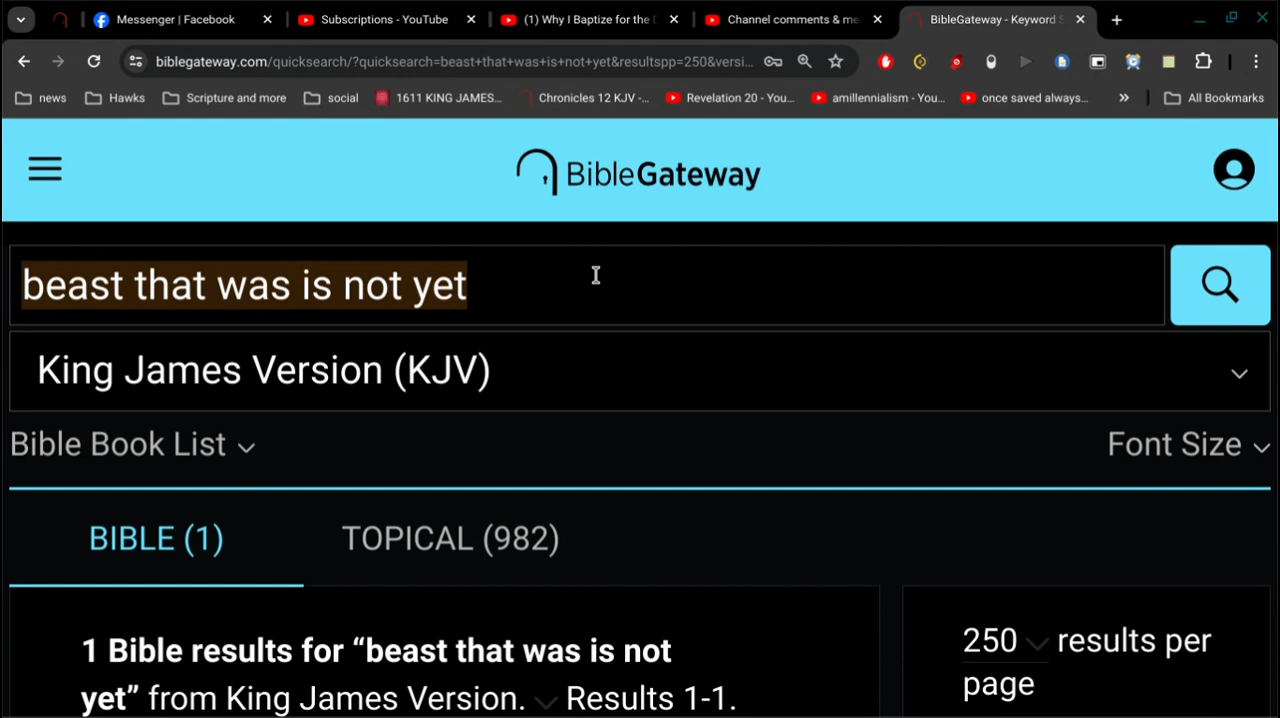 Messenger | Facebook
Subscriptions - YouTube
(1) Why I Baptize for the
Channel comments & me
BibleGateway - Keyword S
biblegateway.com/quicksearch/?quicksearch=beast+that+was+is+not+yet&resultspp=250&versi...
news
Hawks
Scripture and more
social
1611 KING JAMES...
Chronicles 12 KJV -...
Revelation 20 - You...
amillennialism - You...
once saved always...
All Bookmarks
BibleGateway
beast that was is not yet
King James Version (KJV)
Bible Book List
Font Size
BIBLE (1)
TOPICAL (982)
1 Bible results for “beast that was is not
yet” from King James Version. Results 1-1.
250 results per
page